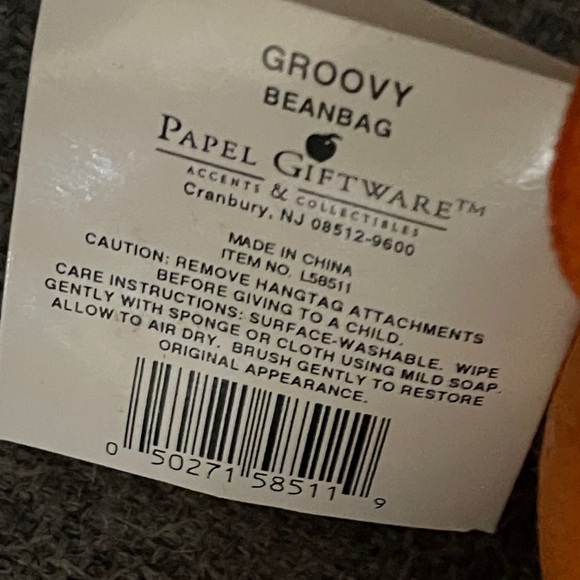 GROOVY
BEANBAG
PAPEL GIFTWARE™
ACCENTS & COLLECTIBLES
Cranbury, NJ 08512-9600
MADE IN CHINA
ITEM NO. L58511
CAUTION: REMOVE HANGTAG ATTACHMENTS
BEFORE GIVING TO A CHILD.
CARE INSTRUCTIONS: SURFACE-WASHABLE. WIPE
GENTLY WITH SPONGE OR CLOTH USING MILD SOAP.
ALLOW TO AIR DRY. BRUSH GENTLY TO RESTORE
ORIGINAL APPEARANCE.
0 50271 58511 9